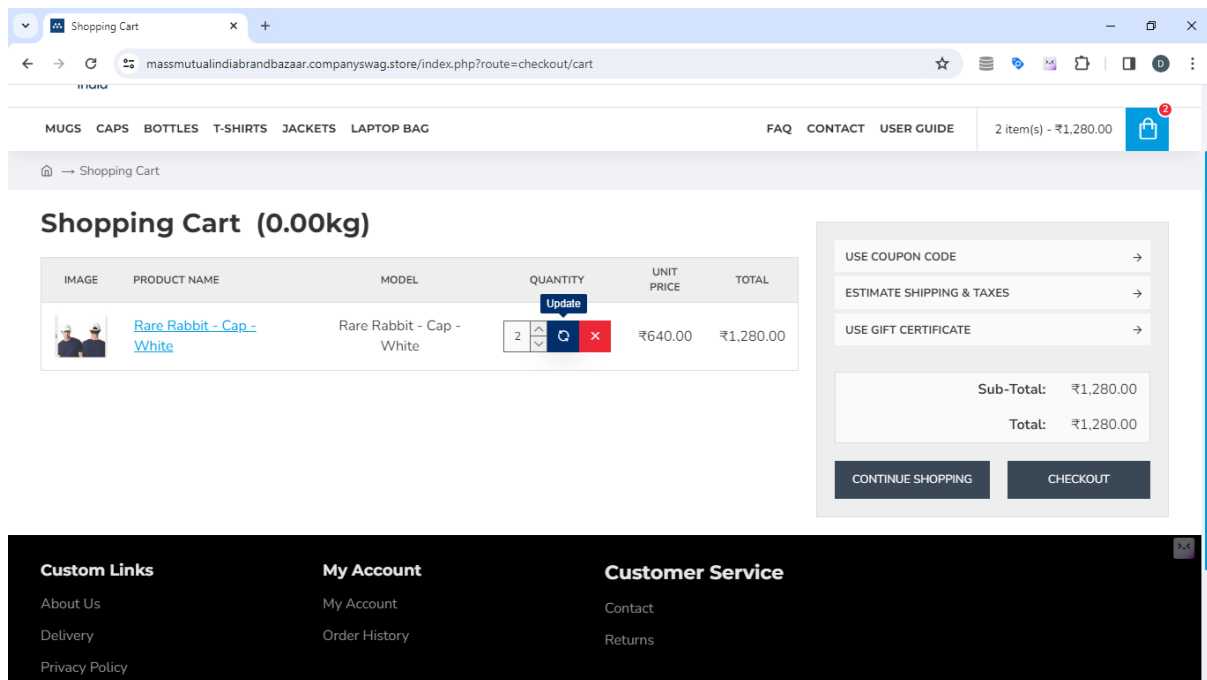 Shopping Cart
massmutualindiabrandbazaar.companyswag.store/index.php?route=checkout/cart
D
India
MUGS CAPS BOTTLES T-SHIRTS JACKETS LAPTOP BAG FAQ CONTACT USER GUIDE 2 item(s) - ₹1,280.00 2
→ Shopping Cart
Shopping Cart (0.00kg)
IMAGE PRODUCT NAME MODEL QUANTITY UNIT PRICE TOTAL
Update
Rare Rabbit - Cap -
White
Rare Rabbit - Cap -
White
2 ₹640.00 ₹1,280.00
USE COUPON CODE
ESTIMATE SHIPPING & TAXES
USE GIFT CERTIFICATE
Sub-Total: ₹1,280.00
Total: ₹1,280.00
CONTINUE SHOPPING CHECKOUT
Custom Links
About Us
Delivery
Privacy Policy
My Account
My Account
Order History
Customer Service
Contact
Returns